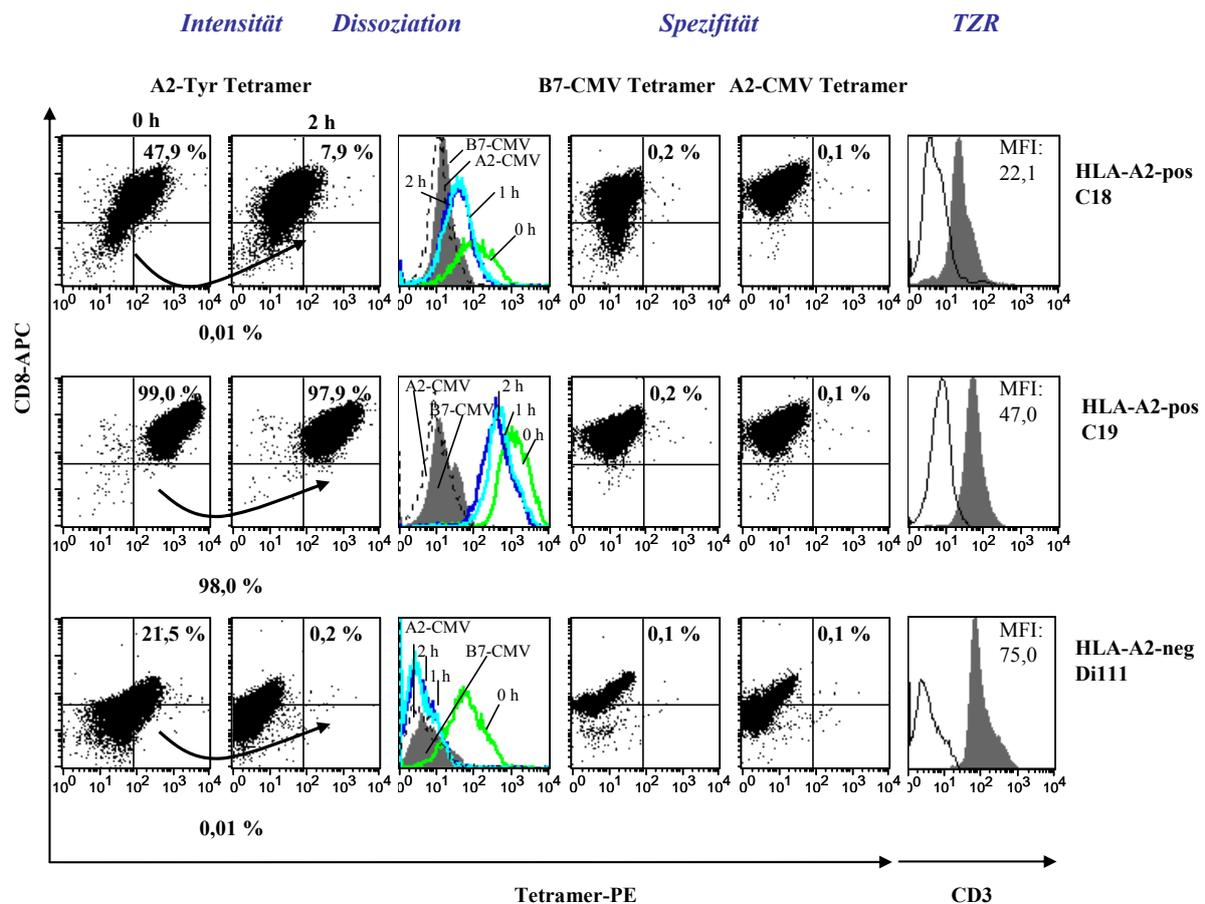 Intensität Dissoziation Spezifität TZR
A2-Tyr Tetramer B7-CMV Tetramer A2-CMV Tetramer
0 h 2 h
47,9 % 7,9 % B7-CMV A2-CMV 2 h 1 h 0 h 0,2 % 0,1 % MFI: 22,1
HLA-A2-pos
C18
10⁰ 10¹ 10² 10³ 10⁴ 10⁰ 10¹ 10² 10³ 10⁴ 10⁰ 10¹ 10² 10³ 10⁴ 10⁰ 10¹ 10² 10³ 10⁴ 10⁰ 10¹ 10² 10³ 10⁴ 10⁰ 10¹ 10² 10³ 10⁴
0,01 %
CD8-APC
99,0 % 97,9 % A2-CMV B7-CMV 2 h 1 h 0 h 0,2 % 0,1 % MFI: 47,0
HLA-A2-pos
C19
10⁰ 10¹ 10² 10³ 10⁴ 10⁰ 10¹ 10² 10³ 10⁴ 10⁰ 10¹ 10² 10³ 10⁴ 10⁰ 10¹ 10² 10³ 10⁴ 10⁰ 10¹ 10² 10³ 10⁴ 10⁰ 10¹ 10² 10³ 10⁴
98,0 %
21,5 % 0,2 % A2-CMV 2 h 1 h B7-CMV 0 h 0,1 % 0,1 % MFI: 75,0
HLA-A2-neg
Di111
10⁰ 10¹ 10² 10³ 10⁴ 10⁰ 10¹ 10² 10³ 10⁴ 10⁰ 10¹ 10² 10³ 10⁴ 10⁰ 10¹ 10² 10³ 10⁴ 10⁰ 10¹ 10² 10³ 10⁴ 10⁰ 10¹ 10² 10³ 10⁴
0,01 %
Tetramer-PE CD3